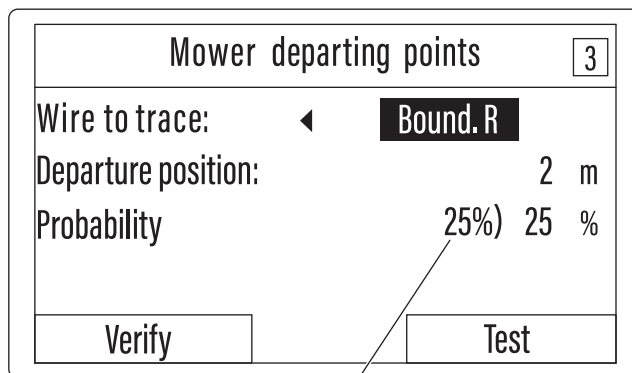 Mower departing points 3
Wire to trace: ◀ Bound. R
Departure position: 2 m
Probability 25%) 25 %
Verify Test